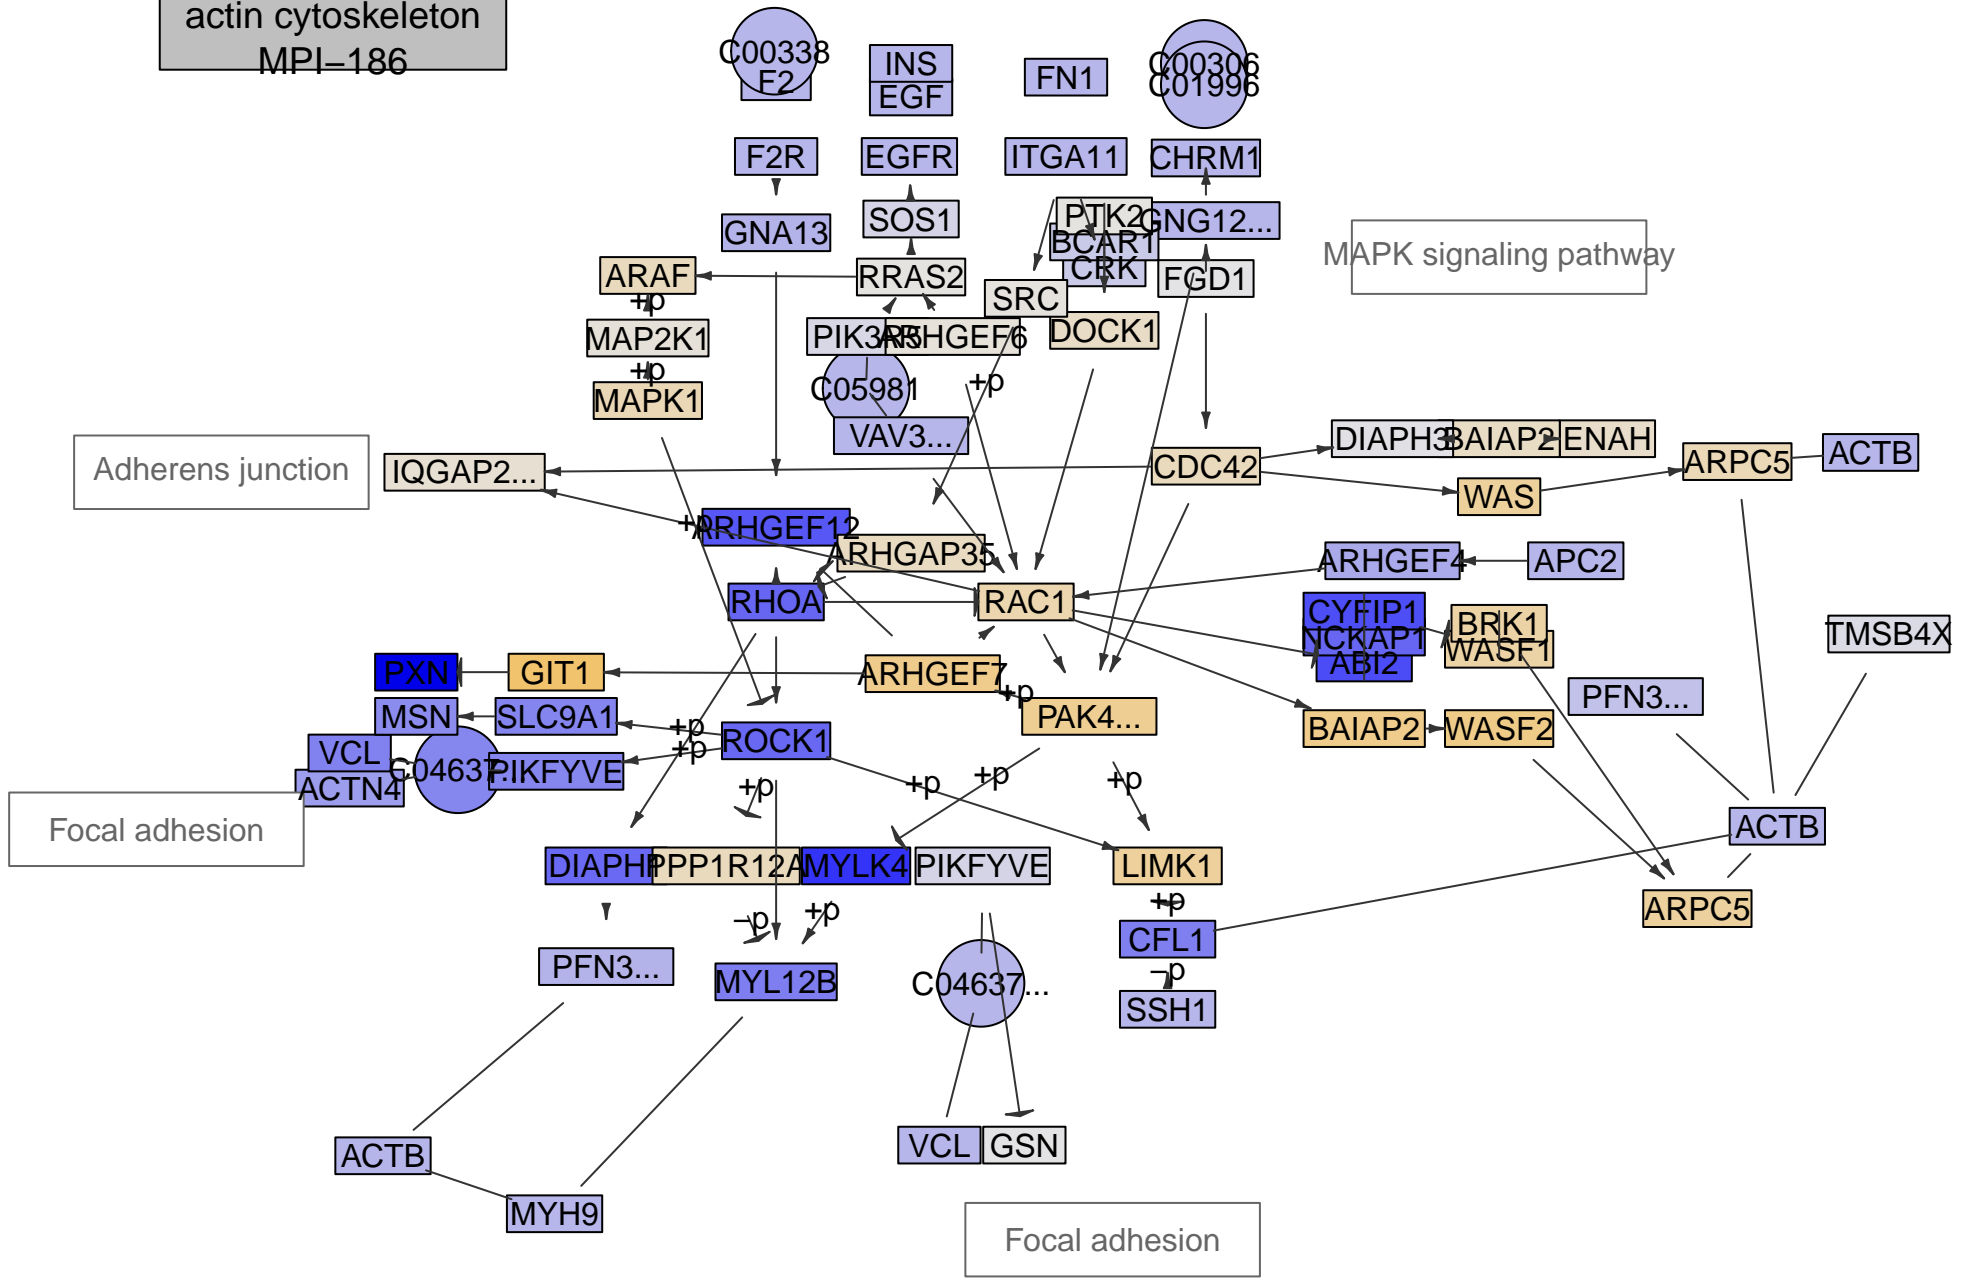 actin cytoskeleton
MPI−186
C00338
F2
INS
EGF
FN1
C00306
C01996
F2R
EGFR
ITGA11
CHRM1
GNA13
SOS1
PTK2
GNG12...
BCAR1
CRK
MAPK signaling pathway
ARAF
RRAS2
SRC
FGD1
+p
MAP2K1
PIK3R5
ARHGEF6
DOCK1
+p
MAPK1
C05981
+p
VAV3...
Adherens junction
IQGAP2...
CDC42
DIAPH3
BAIAP2
ENAH
ARPC5
ACTB
WAS
+p
ARHGEF12
ARHGAP35
ARHGEF4
APC2
RHOA
RAC1
CYFIP1
NCKAP1
ABI2
BRK1
WASF1
TMSB4X
PXN
GIT1
ARHGEF7
+p
PAK4...
PFN3...
MSN
SLC9A1
+p
ROCK1
BAIAP2
WASF2
VCL
ACTN4
C04637...
PIKFYVE
+p
+p
+p
+p
+p
Focal adhesion
ACTB
PPP1R12A
MYLK4
PIKFYVE
LIMK1
+p
−p
+p
ARPC5
CFL1
−p
PFN3...
MYL12B
C04637...
SSH1
ACTB
VCL
GSN
MYH9
Focal adhesion